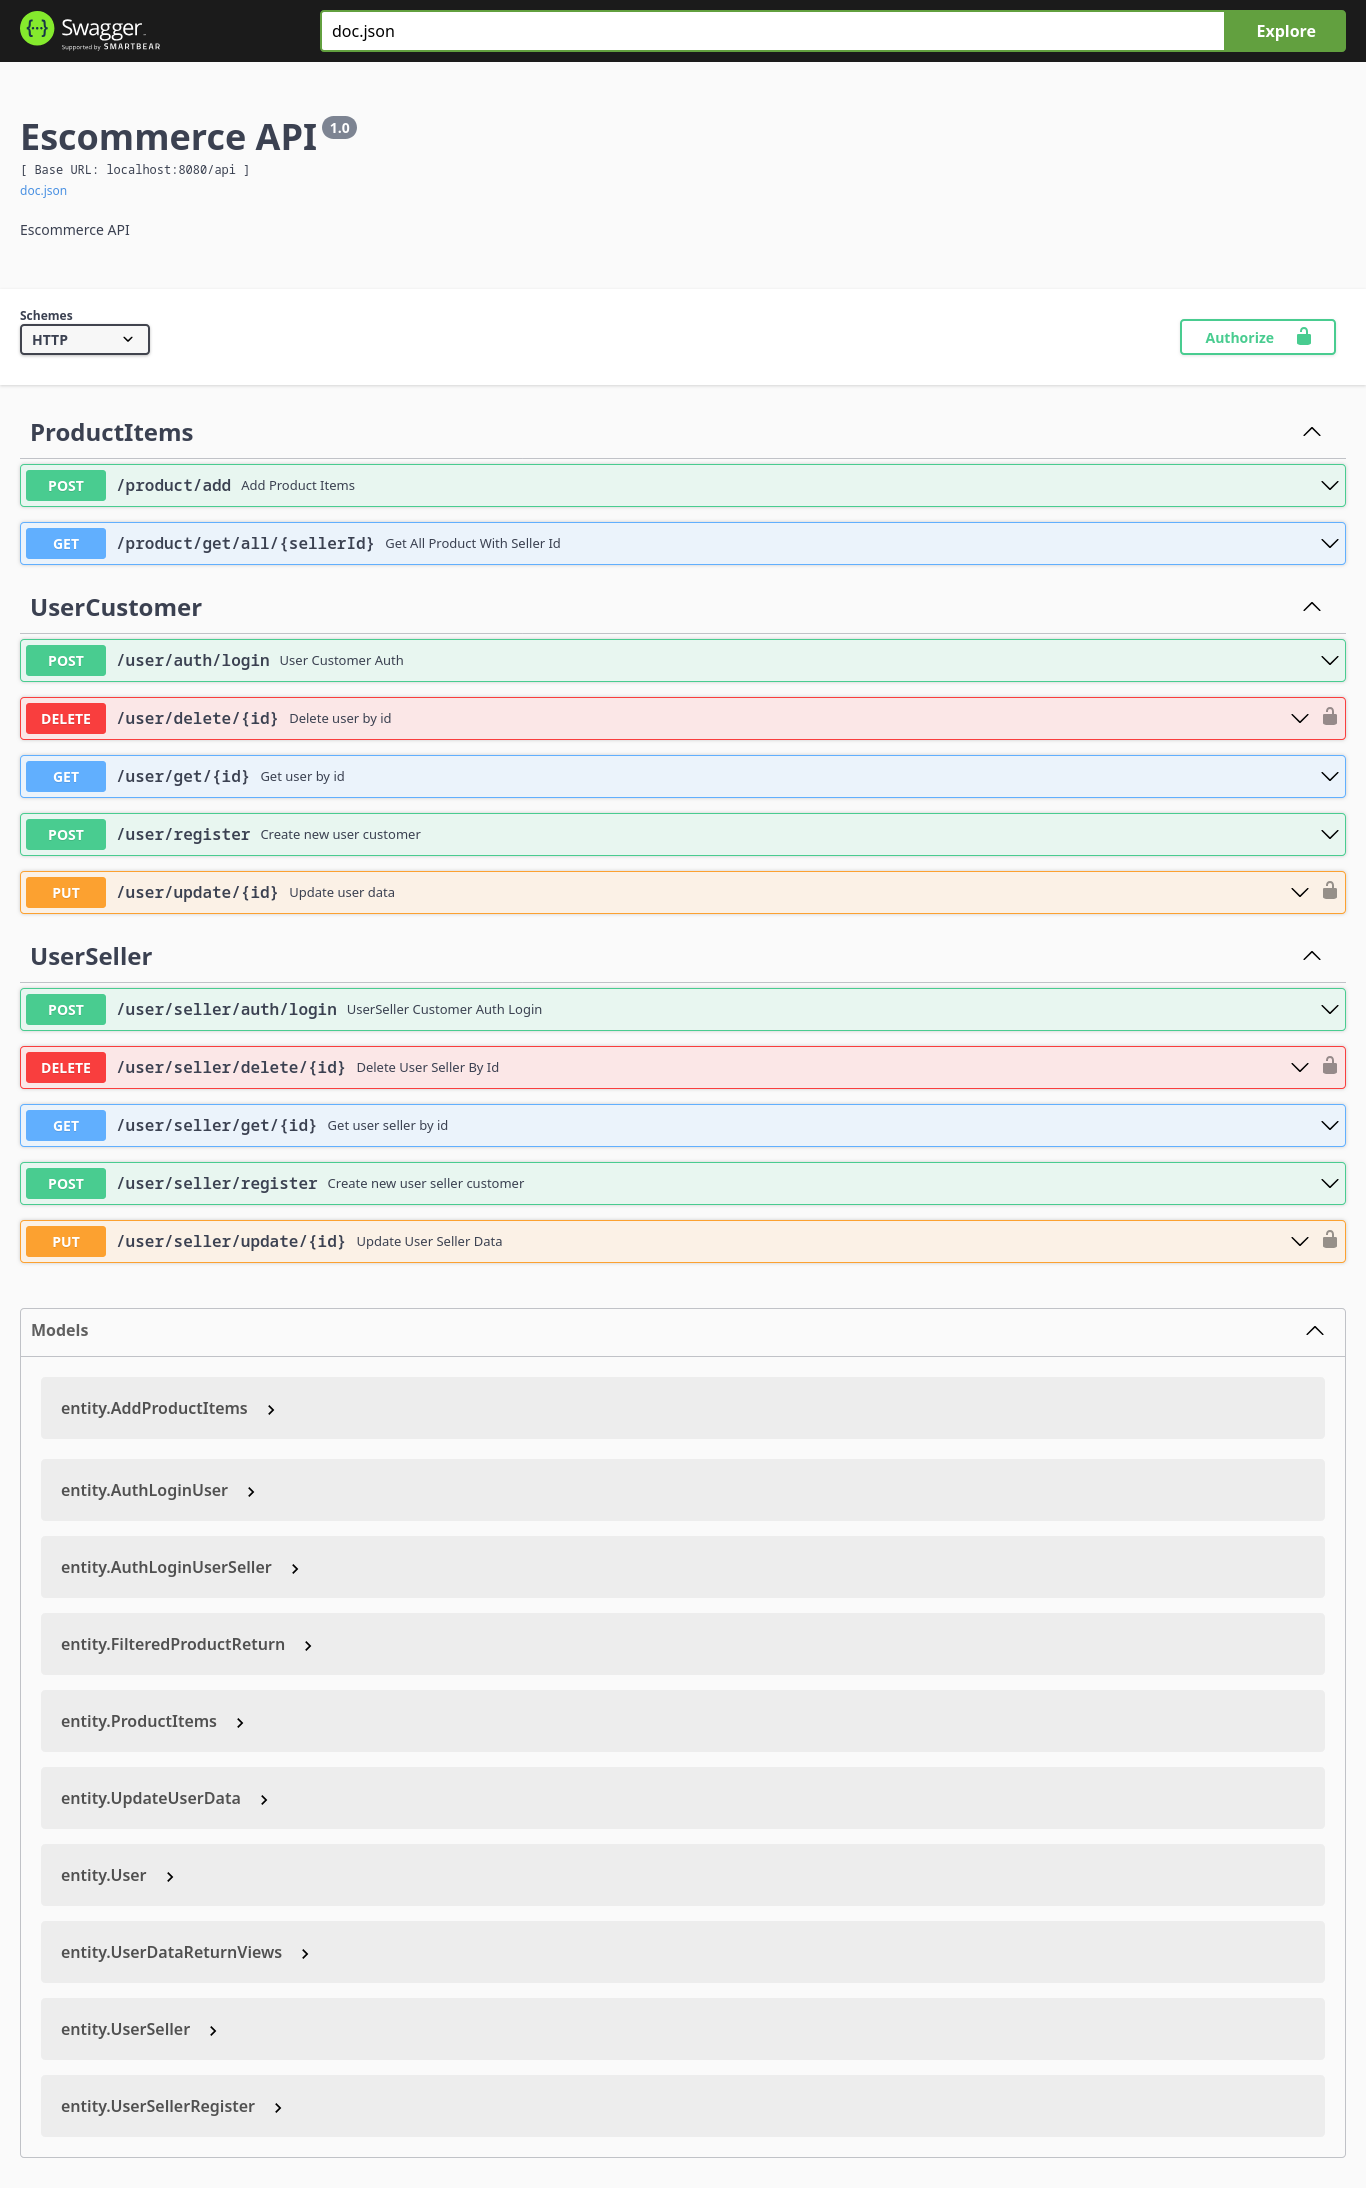 Swagger
Supported by SMARTBEAR
doc.json
Explore
Escommerce API 1.0
[ Base URL: localhost:8080/api ]
doc.json
Escommerce API
Schemes
HTTP
Authorize
ProductItems
POST /product/add Add Product Items
GET /product/get/all/{sellerId} Get All Product With Seller Id
UserCustomer
POST /user/auth/login User Customer Auth
DELETE /user/delete/{id} Delete user by id
GET /user/get/{id} Get user by id
POST /user/register Create new user customer
PUT /user/update/{id} Update user data
UserSeller
POST /user/seller/auth/login UserSeller Customer Auth Login
DELETE /user/seller/delete/{id} Delete User Seller By Id
GET /user/seller/get/{id} Get user seller by id
POST /user/seller/register Create new user seller customer
PUT /user/seller/update/{id} Update User Seller Data
Models
entity.AddProductItems
entity.AuthLoginUser
entity.AuthLoginUserSeller
entity.FilteredProductReturn
entity.ProductItems
entity.UpdateUserData
entity.User
entity.UserDataReturnViews
entity.UserSeller
entity.UserSellerRegister